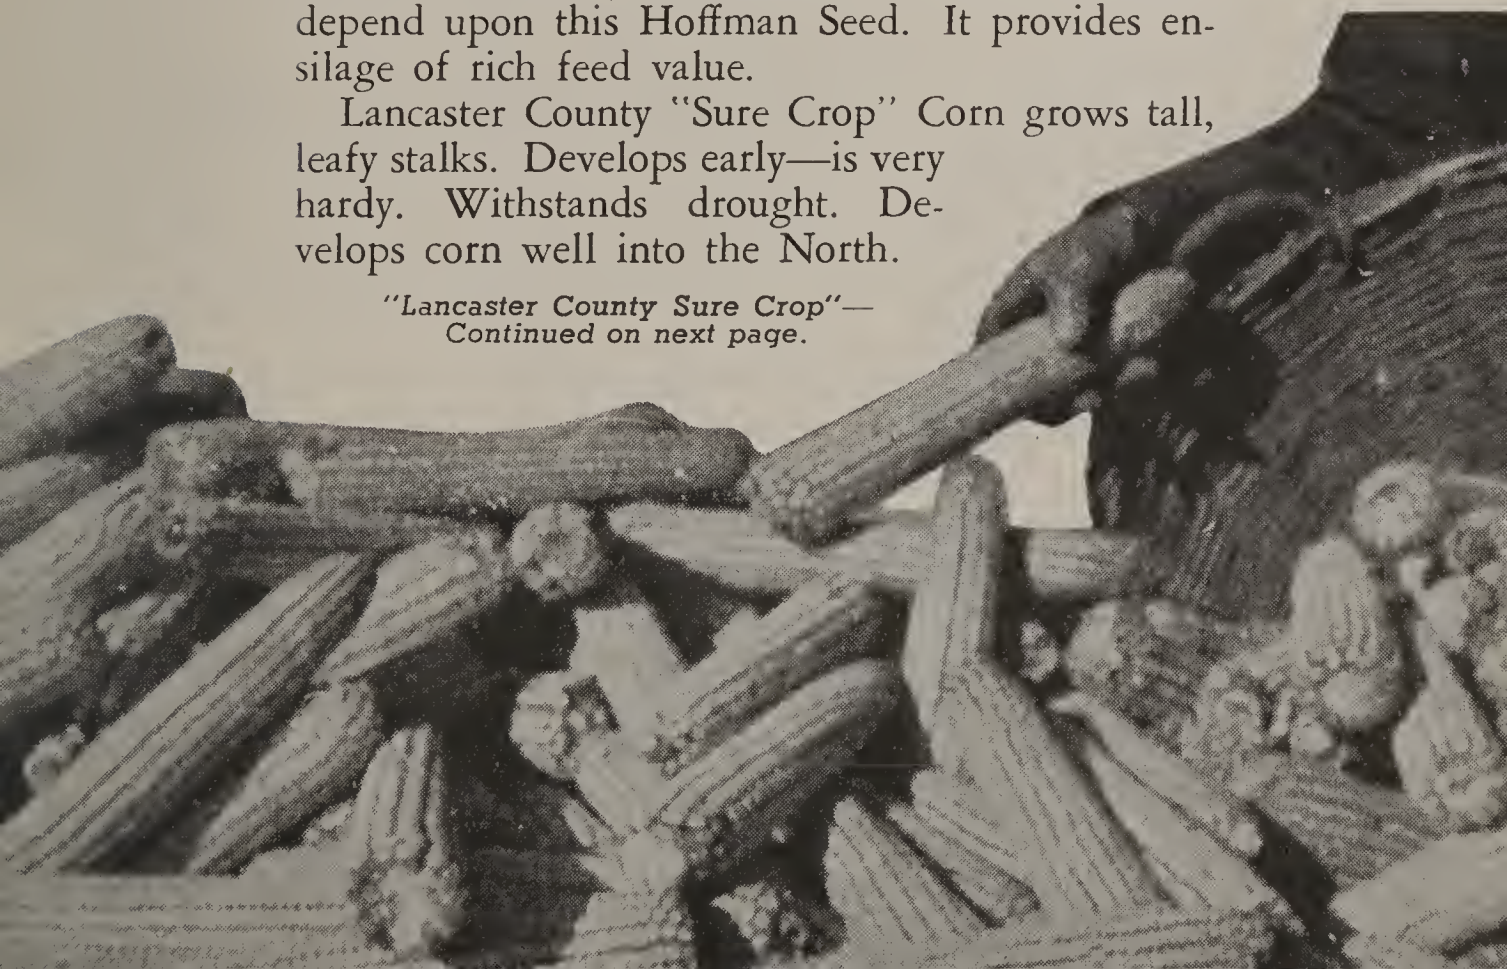 depend upon this Hoffman Seed. It provides en-
silage of rich feed value.
Lancaster County "Sure Crop" Corn grows tall,
leafy stalks. Develops early—is very
hardy. Withstands drought. De-
velops corn well into the North.
"Lancaster County Sure Crop"—
Continued on next page.